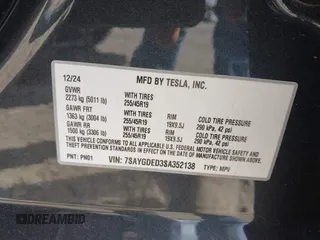 MFD BY TESLA, INC.
12/24
GVWR
2273 kg (5011 lb)
GAWR FRT
1363 kg (3004 lb)
GAWR RR
1500 kg (3306 lb)
WITH TIRES
255/45R19
WITH TIRES
255/45R19
WITH TIRES
255/45R19
RIM
19X9.5J
RIM
19X9.5J
COLD TIRE PRESSURE
290 kPa, 42 psi
COLD TIRE PRESSURE
290 kPa, 42 psi
THIS VEHICLE CONFORMS TO ALL APPLICABLE U.S. FEDERAL MOTOR VEHICLE SAFETY AND
THEFT PREVENTION STANDARDS IN EFFECT ON THE DATE OF MANUFACTURE SHOWN ABOVE.
PNT: PN01
VIN: 7SAYGDED3SA352138
TYPE: MPV
DREAMBID